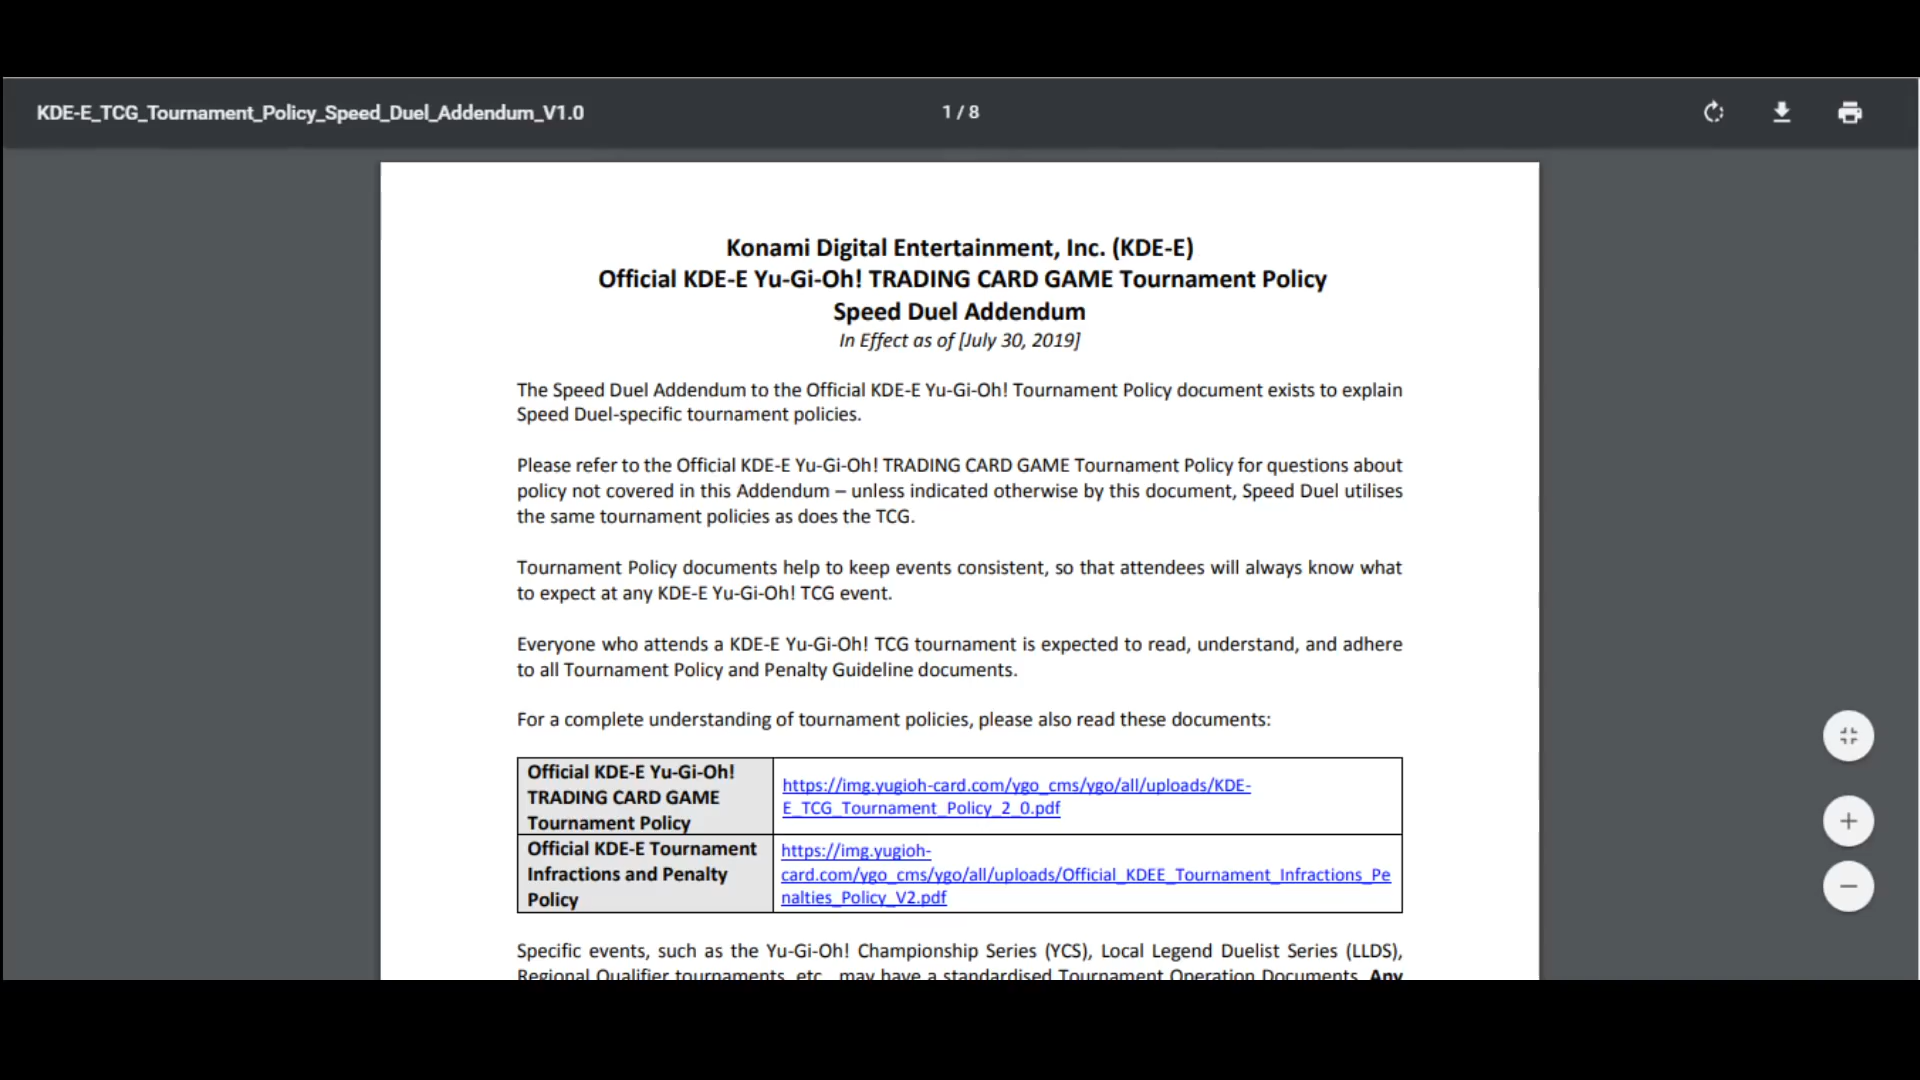 KDE-E_TCG_Tournament_Policy_Speed_Duel_Addendum_V1.0
1 / 8
Konami Digital Entertainment, Inc. (KDE-E)
Official KDE-E Yu-Gi-Oh! TRADING CARD GAME Tournament Policy
Speed Duel Addendum
In Effect as of [July 30, 2019]
The Speed Duel Addendum to the Official KDE-E Yu-Gi-Oh! Tournament Policy document exists to explain
Speed Duel-specific tournament policies.
Please refer to the Official KDE-E Yu-Gi-Oh! TRADING CARD GAME Tournament Policy for questions about
policy not covered in this Addendum – unless indicated otherwise by this document, Speed Duel utilises
the same tournament policies as does the TCG.
Tournament Policy documents help to keep events consistent, so that attendees will always know what
to expect at any KDE-E Yu-Gi-Oh! TCG event.
Everyone who attends a KDE-E Yu-Gi-Oh! TCG tournament is expected to read, understand, and adhere
to all Tournament Policy and Penalty Guideline documents.
For a complete understanding of tournament policies, please also read these documents:
Official KDE-E Yu-Gi-Oh!
TRADING CARD GAME
Tournament Policy
https://img.yugioh-card.com/ygo_cms/ygo/all/uploads/KDE-
E_TCG_Tournament_Policy_2_0.pdf
Official KDE-E Tournament
Infractions and Penalty
Policy
https://img.yugioh-
card.com/ygo_cms/ygo/all/uploads/Official_KDEE_Tournament_Infractions_Pe
nalties_Policy_V2.pdf
Specific events, such as the Yu-Gi-Oh! Championship Series (YCS), Local Legend Duelist Series (LLDS),
Regional Qualifier tournaments, etc., may have a standardised Tournament Operation Documents. Any